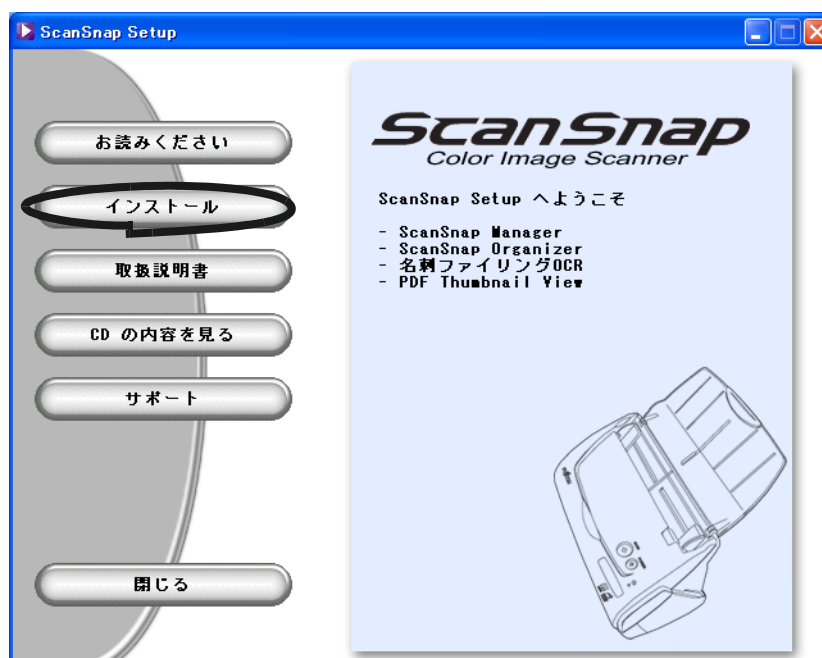 ScanSnap Setup
お読みください
インストール
取扱説明書
CD の内容を見る
サポート
閉じる
ScanSnap
Color Image Scanner
ScanSnap Setup へようこそ
- ScanSnap Manager
- ScanSnap Organizer
- 名刺ファイリングOCR
- PDF Thumbnail View